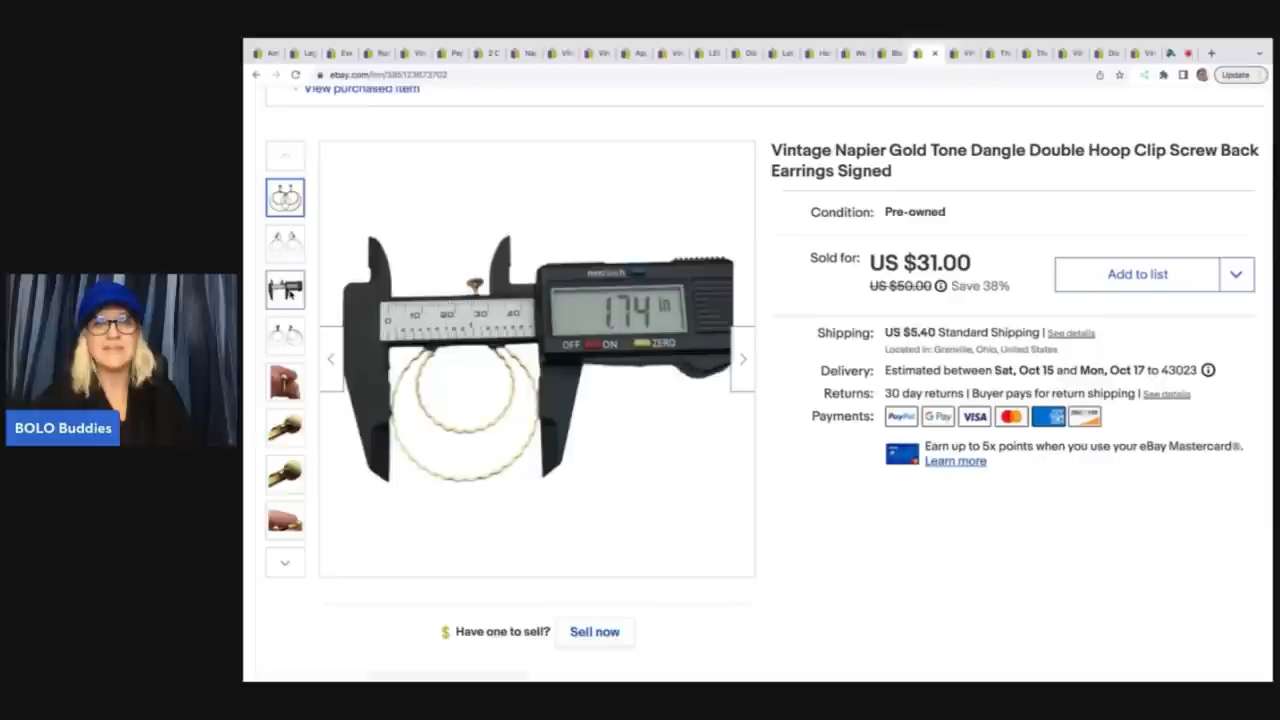 ebay.com/itm/385123673702
Update
View purchased item
Vintage Napier Gold Tone Dangle Double Hoop Clip Screw Back
Earrings Signed
Condition: Pre-owned
Sold for: US $31.00
US $50.00 Save 38%
Add to list
Shipping: US $5.40 Standard Shipping | See details
Located in: Granville, Ohio, United States
Delivery: Estimated between Sat, Oct 15 and Mon, Oct 17 to 43023
Returns: 30 day returns | Buyer pays for return shipping | See details
Payments: PayPal G Pay VISA
Earn up to 5x points when you use your eBay Mastercard®.
Learn more
0 10 20 30 40
1.74 in
OFF ON ZERO
BOLO Buddies
$ Have one to sell? Sell now